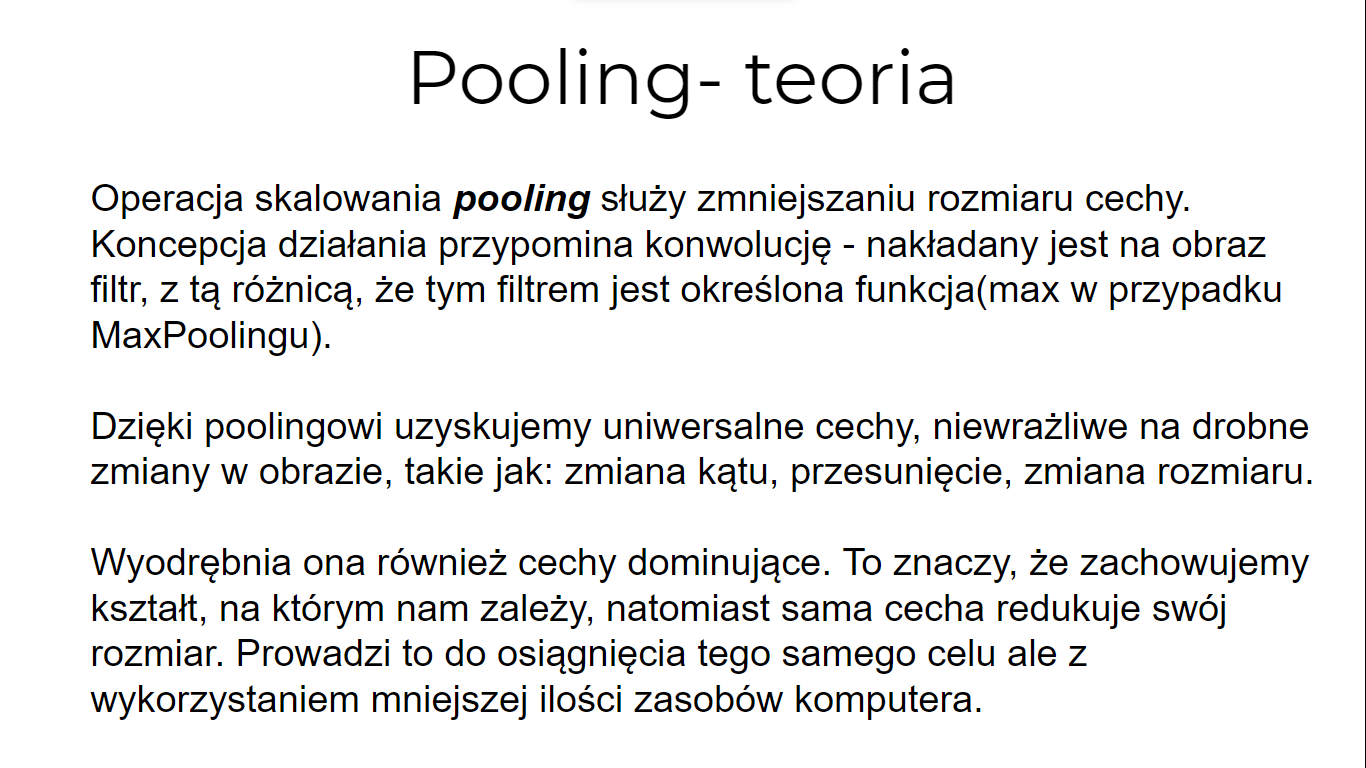 Pooling- teoria
Operacja skalowania pooling służy zmniejszaniu rozmiaru cechy.
Koncepcja działania przypomina konwolucję - nakładany jest na obraz
filtr, z tą różnicą, że tym filtrem jest określona funkcja(max w przypadku
MaxPoolingu).
Dzięki poolingowi uzyskujemy uniwersalne cechy, niewrażliwe na drobne
zmiany w obrazie, takie jak: zmiana kątu, przesunięcie, zmiana rozmiaru.
Wyodrębnia ona również cechy dominujące. To znaczy, że zachowujemy
kształt, na którym nam zależy, natomiast sama cecha redukuje swój
rozmiar. Prowadzi to do osiągnięcia tego samego celu ale z
wykorzystaniem mniejszej ilości zasobów komputera.